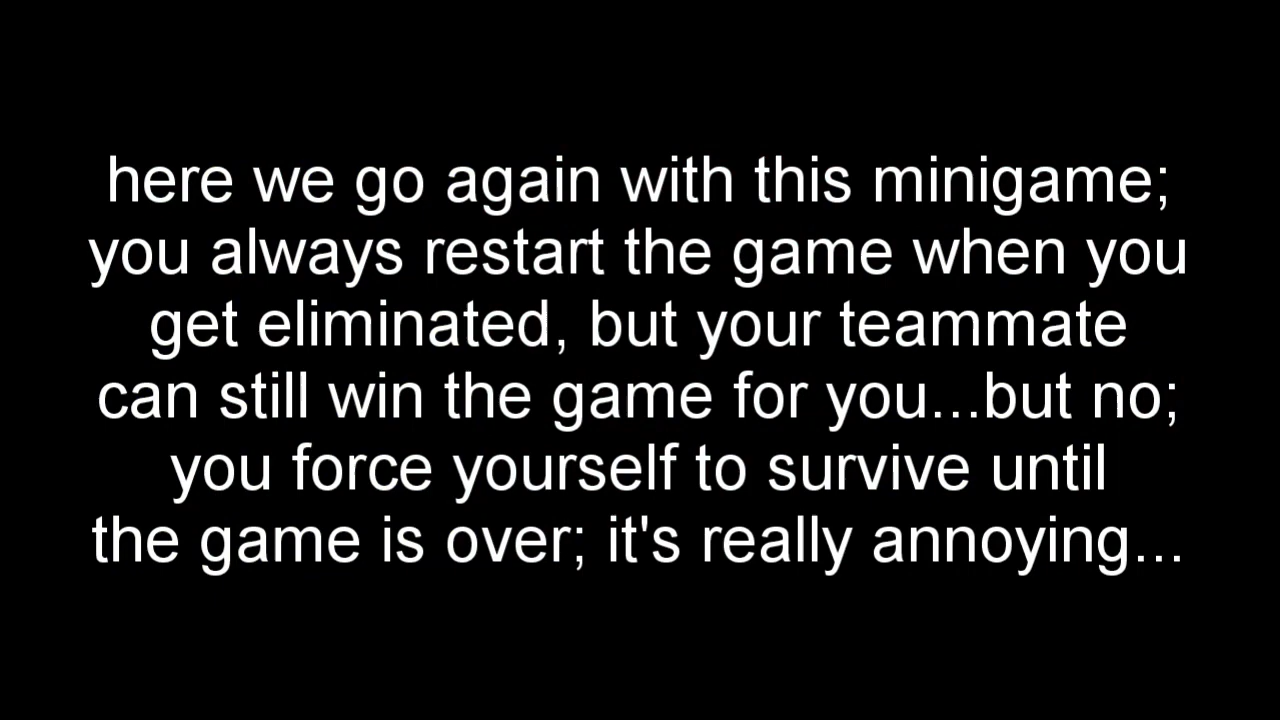 here we go again with this minigame;
you always restart the game when you
get eliminated, but your teammate
can still win the game for you...but no;
you force yourself to survive until
the game is over; it's really annoying...